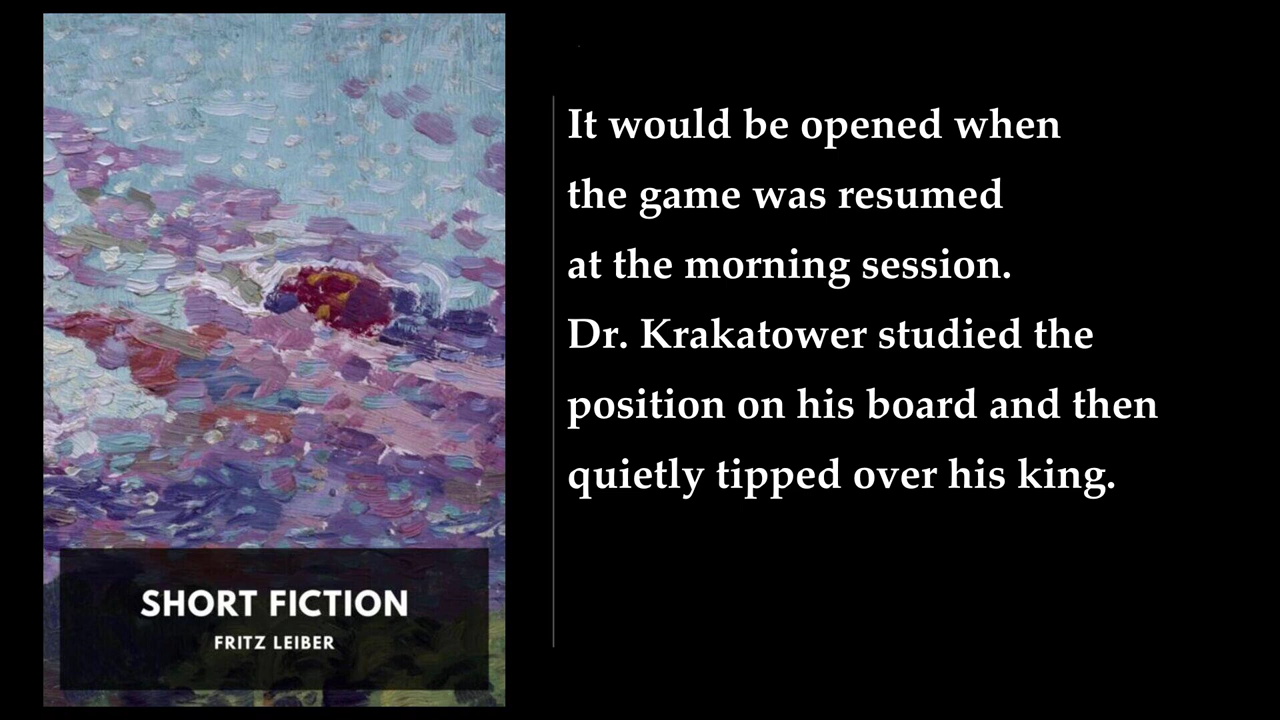 SHORT FICTION
FRITZ LEIBER
It would be opened when
the game was resumed
at the morning session.
Dr. Krakatower studied the
position on his board and then
quietly tipped over his king.